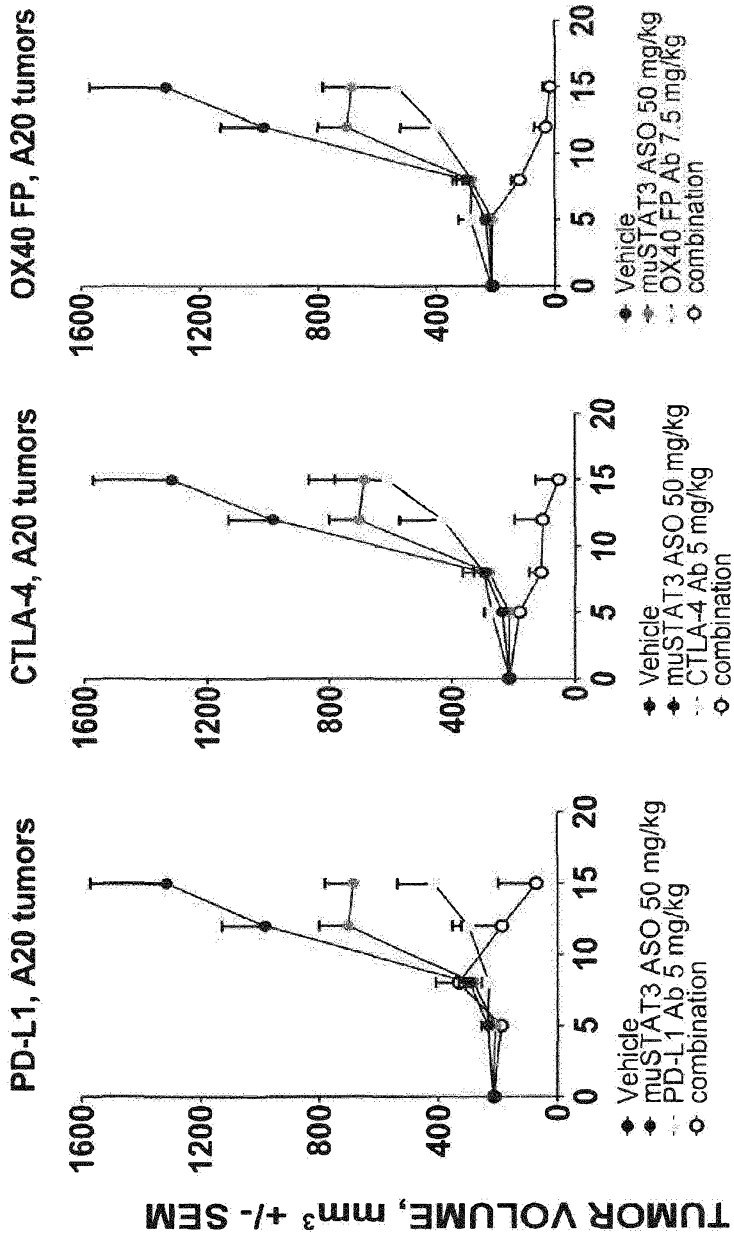 TUMOR VOLUME, mm³ +/- SEM
PD-L1, A20 tumors
1600
1200
800
400
0
0 5 10 15 20
Vehicle
muSTAT3 ASO 50 mg/kg
PD-L1 Ab 5 mg/kg
combination
CTLA-4, A20 tumors
1600
1200
800
400
0
0 5 10 15 20
Vehicle
muSTAT3 ASO 50 mg/kg
CTLA-4 Ab 5 mg/kg
combination
OX40 FP, A20 tumors
1600
1200
800
400
0
0 5 10 15 20
Vehicle
muSTAT3 ASO 50 mg/kg
OX40 FP Ab 7.5 mg/kg
combination